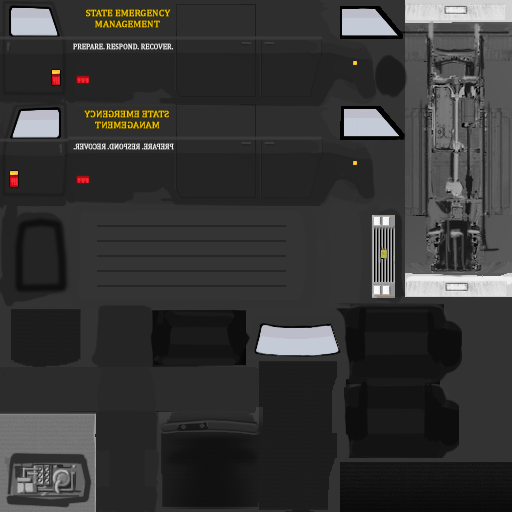 STATE EMERGENCY
MANAGEMENT
PREPARE. RESPOND. RECOVER.
STATE EMERGENCY
MANAGEMENT
PREPARE. RESPOND. RECOVER.